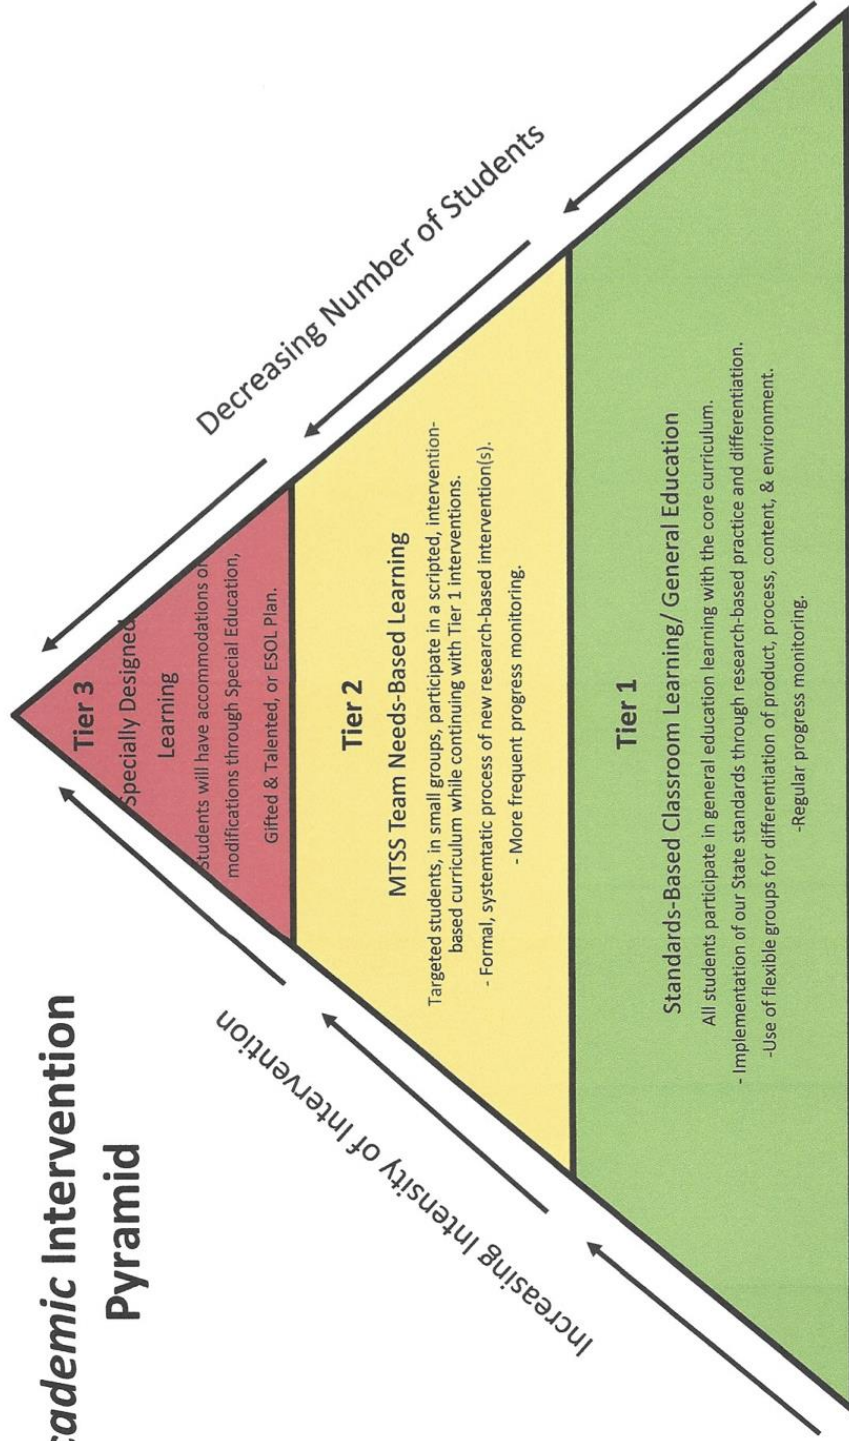 cademic Intervention
Pyramid
Increasing Intensity of Intervention
Decreasing Number of Students
Tier 3
Specially Designed
Learning
Students will have accommodations or
modifications through Special Education,
Gifted & Talented, or ESOL Plan.
Tier 2
MTSS Team Needs-Based Learning
Targeted students, in small groups, participate in a scripted, intervention-
based curriculum while continuing with Tier 1 interventions.
- Formal, systemtatic process of new research-based intervention(s).
- More frequent progress monitoring.
Tier 1
Standards-Based Classroom Learning/ General Education
All students participate in general education learning with the core curriculum.
- Implementation of our State standards through research-based practice and differentiation.
-Use of flexible groups for differentiation of product, process, content, & environment.
-Regular progress monitoring.